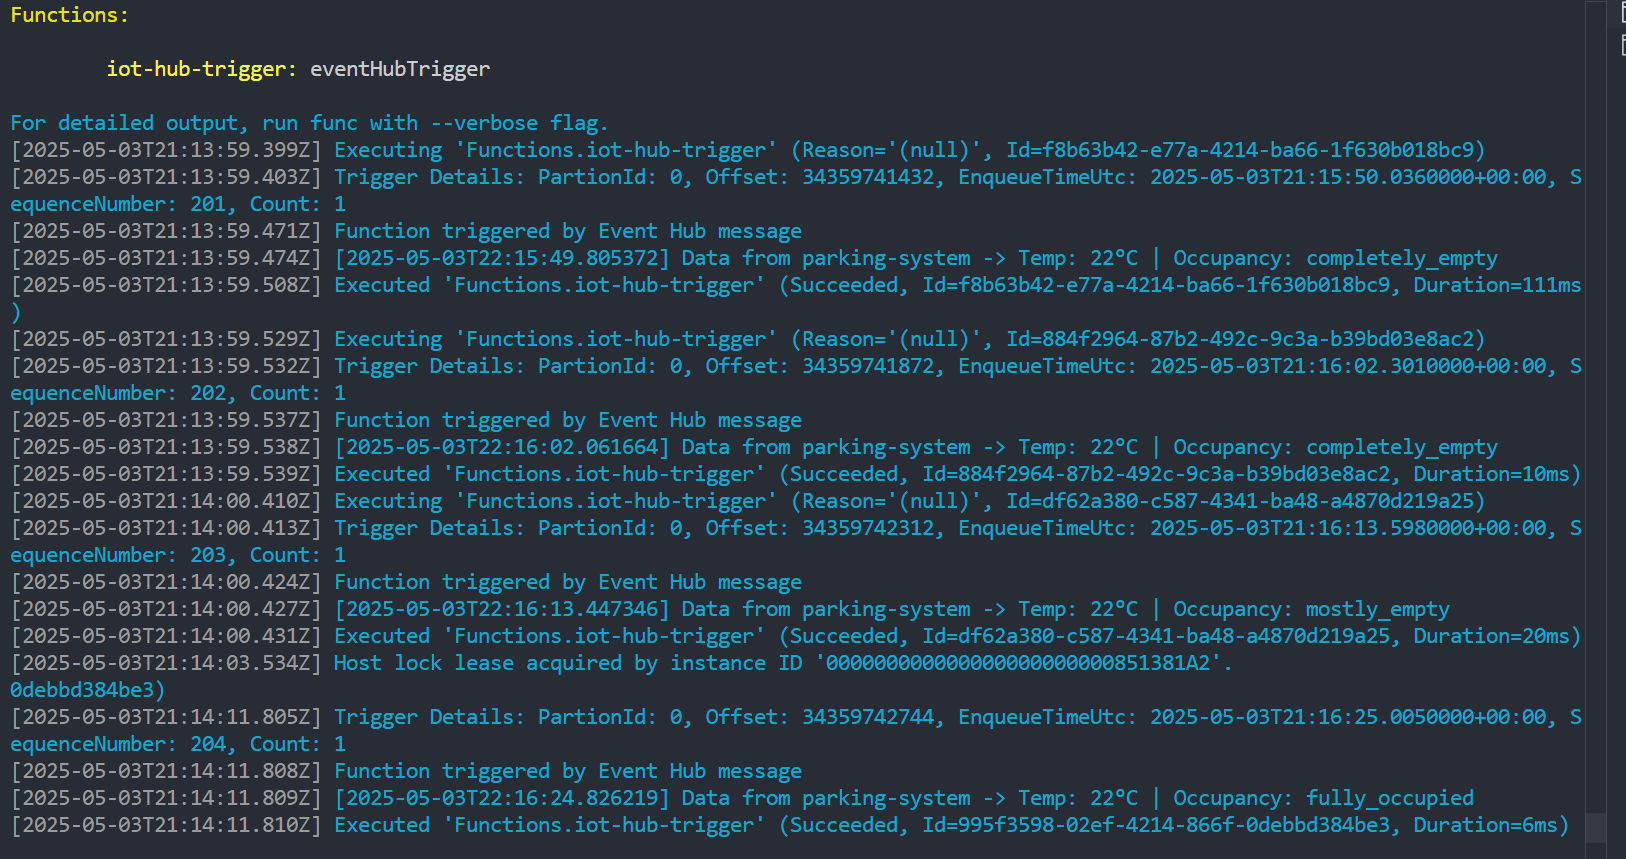 Functions:
iot-hub-trigger: eventHubTrigger
For detailed output, run func with --verbose flag.
[2025-05-03T21:13:59.399Z] Executing 'Functions.iot-hub-trigger' (Reason='(null)', Id=f8b63b42-e77a-4214-ba66-1f630b018bc9)
[2025-05-03T21:13:59.403Z] Trigger Details: PartionId: 0, Offset: 34359741432, EnqueueTimeUtc: 2025-05-03T21:15:50.0360000+00:00, S
equenceNumber: 201, Count: 1
[2025-05-03T21:13:59.471Z] Function triggered by Event Hub message
[2025-05-03T21:13:59.474Z] [2025-05-03T22:15:49.805372] Data from parking-system -> Temp: 22°C | Occupancy: completely_empty
[2025-05-03T21:13:59.508Z] Executed 'Functions.iot-hub-trigger' (Succeeded, Id=f8b63b42-e77a-4214-ba66-1f630b018bc9, Duration=111ms
)
[2025-05-03T21:13:59.529Z] Executing 'Functions.iot-hub-trigger' (Reason='(null)', Id=884f2964-87b2-492c-9c3a-b39bd03e8ac2)
[2025-05-03T21:13:59.532Z] Trigger Details: PartionId: 0, Offset: 34359741872, EnqueueTimeUtc: 2025-05-03T21:16:02.3010000+00:00, S
equenceNumber: 202, Count: 1
[2025-05-03T21:13:59.537Z] Function triggered by Event Hub message
[2025-05-03T21:13:59.538Z] [2025-05-03T22:16:02.061664] Data from parking-system -> Temp: 22°C | Occupancy: completely_empty
[2025-05-03T21:13:59.539Z] Executed 'Functions.iot-hub-trigger' (Succeeded, Id=884f2964-87b2-492c-9c3a-b39bd03e8ac2, Duration=10ms)
[2025-05-03T21:14:00.410Z] Executing 'Functions.iot-hub-trigger' (Reason='(null)', Id=df62a380-c587-4341-ba48-a4870d219a25)
[2025-05-03T21:14:00.413Z] Trigger Details: PartionId: 0, Offset: 34359742312, EnqueueTimeUtc: 2025-05-03T21:16:13.5980000+00:00, S
equenceNumber: 203, Count: 1
[2025-05-03T21:14:00.424Z] Function triggered by Event Hub message
[2025-05-03T21:14:00.427Z] [2025-05-03T22:16:13.447346] Data from parking-system -> Temp: 22°C | Occupancy: mostly_empty
[2025-05-03T21:14:00.431Z] Executed 'Functions.iot-hub-trigger' (Succeeded, Id=df62a380-c587-4341-ba48-a4870d219a25, Duration=20ms)
[2025-05-03T21:14:03.534Z] Host lock lease acquired by instance ID '000000000000000000000000851381A2'.
0debbd384be3)
[2025-05-03T21:14:11.805Z] Trigger Details: PartionId: 0, Offset: 34359742744, EnqueueTimeUtc: 2025-05-03T21:16:25.0050000+00:00, S
equenceNumber: 204, Count: 1
[2025-05-03T21:14:11.808Z] Function triggered by Event Hub message
[2025-05-03T21:14:11.809Z] [2025-05-03T22:16:24.826219] Data from parking-system -> Temp: 22°C | Occupancy: fully_occupied
[2025-05-03T21:14:11.810Z] Executed 'Functions.iot-hub-trigger' (Succeeded, Id=995f3598-02ef-4214-866f-0debbd384be3, Duration=6ms)